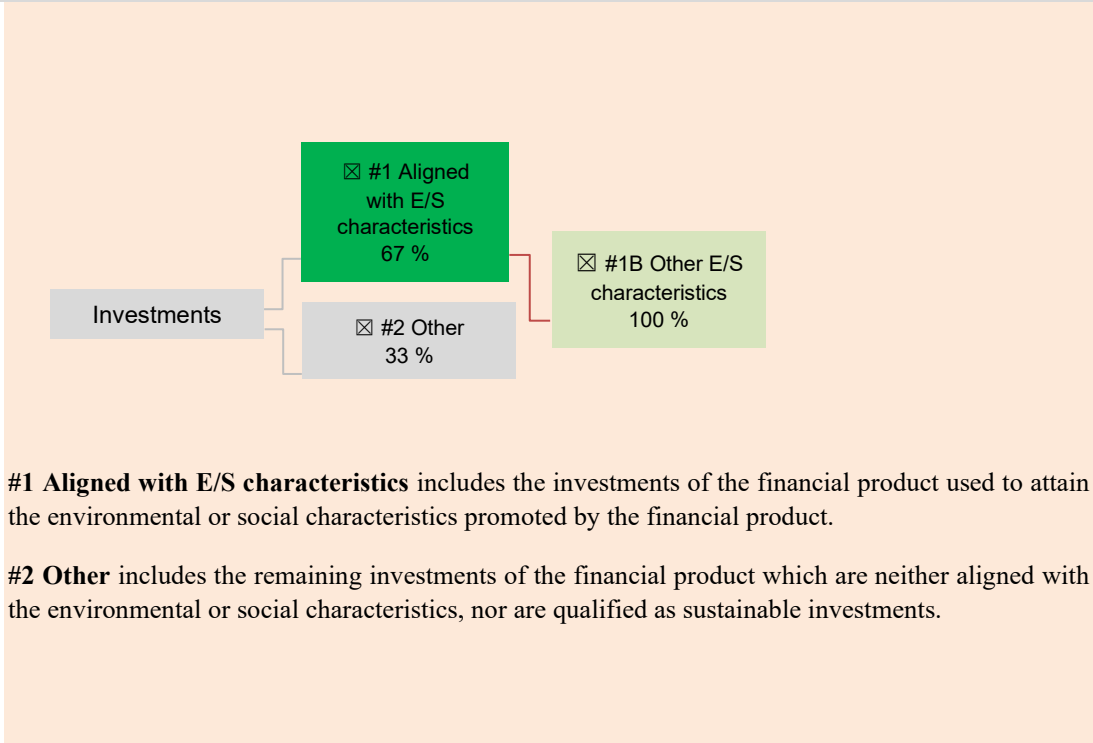 ☒ #1 Aligned
with E/S
characteristics
67 %
☒ #1B Other E/S
characteristics
100 %
Investments
☒ #2 Other
33 %
#1 Aligned with E/S characteristics includes the investments of the financial product used to attain
the environmental or social characteristics promoted by the financial product.
#2 Other includes the remaining investments of the financial product which are neither aligned with
the environmental or social characteristics, nor are qualified as sustainable investments.